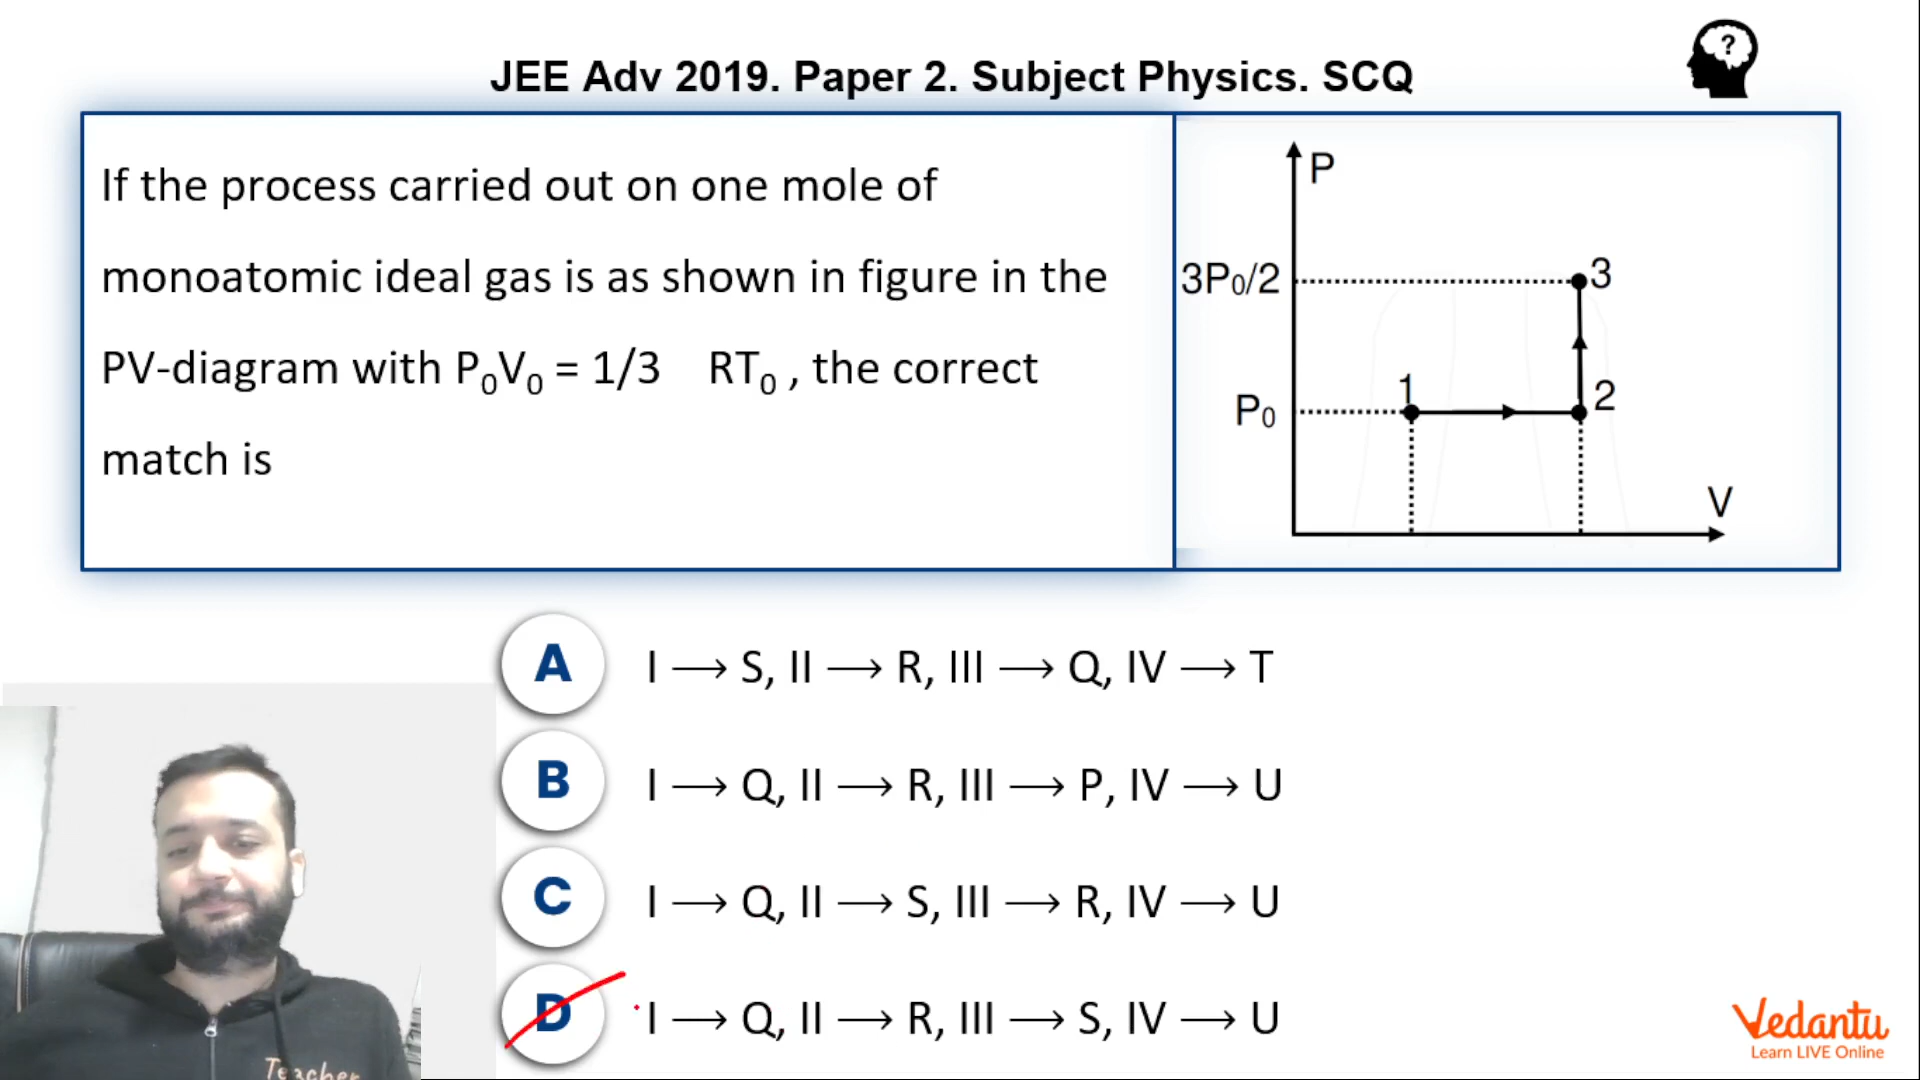 JEE Adv 2019. Paper 2. Subject Physics. SCQ
?
If the process carried out on one mole of
monoatomic ideal gas is as shown in figure in the
PV-diagram with P₀V₀ = 1/3 RT₀ , the correct
match is
P
3P₀/2
3
1
2
P₀
V
A I ⟶ S, II ⟶ R, III ⟶ Q, IV ⟶ T
B I ⟶ Q, II ⟶ R, III ⟶ P, IV ⟶ U
C I ⟶ Q, II ⟶ S, III ⟶ R, IV ⟶ U
D I ⟶ Q, II ⟶ R, III ⟶ S, IV ⟶ U
Teacher
Vedantu
Learn LIVE Online